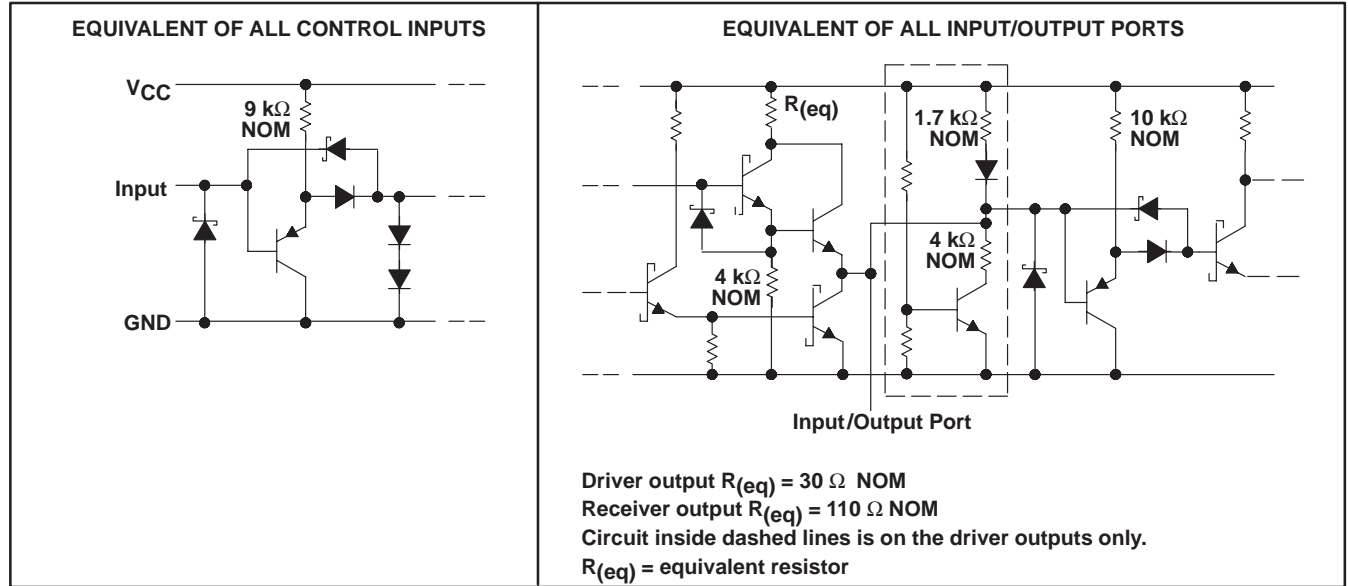 EQUIVALENT OF ALL CONTROL INPUTS
VCC
9 kΩ
NOM
Input
GND
EQUIVALENT OF ALL INPUT/OUTPUT PORTS
R(eq)
1.7 kΩ
NOM
10 kΩ
NOM
4 kΩ
NOM
4 kΩ
NOM
Input/Output Port
Driver output R(eq) = 30 Ω NOM
Receiver output R(eq) = 110 Ω NOM
Circuit inside dashed lines is on the driver outputs only.
R(eq) = equivalent resistor